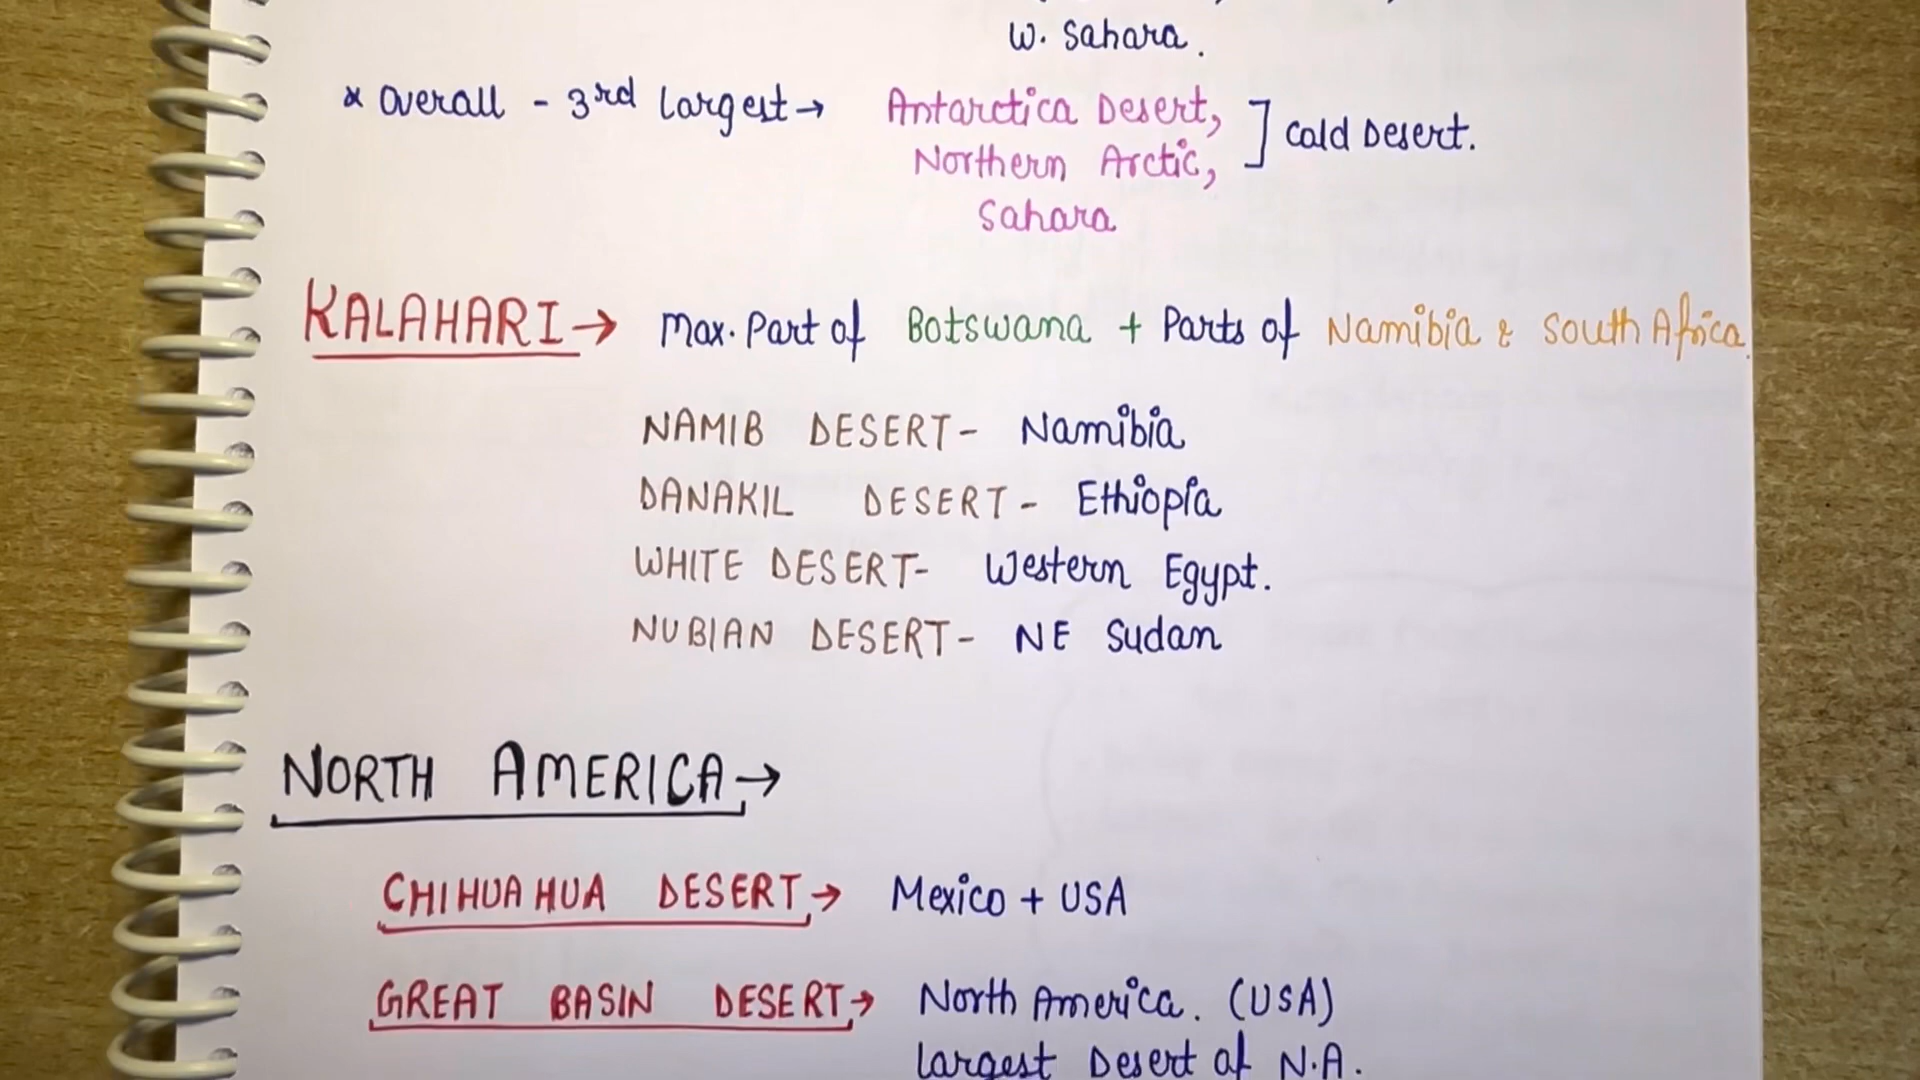 W. Sahara.
* Overall - 3rd largest → Antarctica Desert,
Northern Arctic, ] Cold Desert.
Sahara
KALAHARI → Max. Part of Botswana + Parts of Namibia & South Africa.
NAMIB DESERT - Namibia
DANAKIL DESERT - Ethiopia
WHITE DESERT - Western Egypt.
NUBIAN DESERT - NE Sudan
NORTH AMERICA →
CHIHUAHUA DESERT → Mexico + USA
GREAT BASIN DESERT → North America. (USA)
largest Desert of N.A.